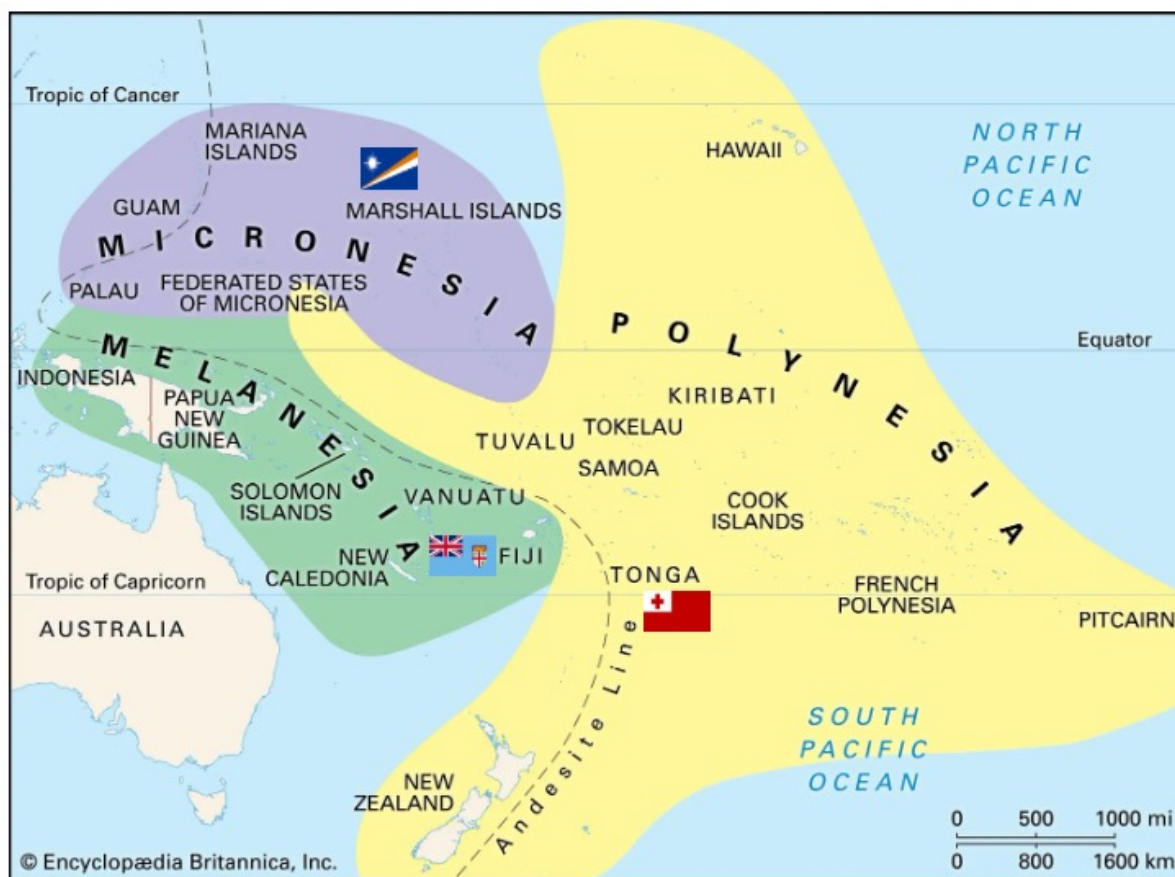 Tropic of Cancer
MARIANA
ISLANDS
HAWAII
NORTH
PACIFIC
OCEAN
GUAM
MARSHALL ISLANDS
MICRONESIA
PALAU
FEDERATED STATES
OF MICRONESIA
POLYNESIA
Equator
MELANESIA
INDONESIA
PAPUA
NEW
GUINEA
KIRIBATI
TOKELAU
TUVALU
SAMOA
SOLOMON
ISLANDS
VANUATU
COOK
ISLANDS
NEW
CALEDONIA
FIJI
Tropic of Capricorn
TONGA
FRENCH
POLYNESIA
PITCAIRN
AUSTRALIA
Andesite Line
SOUTH
PACIFIC
OCEAN
NEW
ZEALAND
0 500 1000 mi
0 800 1600 km
© Encyclopædia Britannica, Inc.